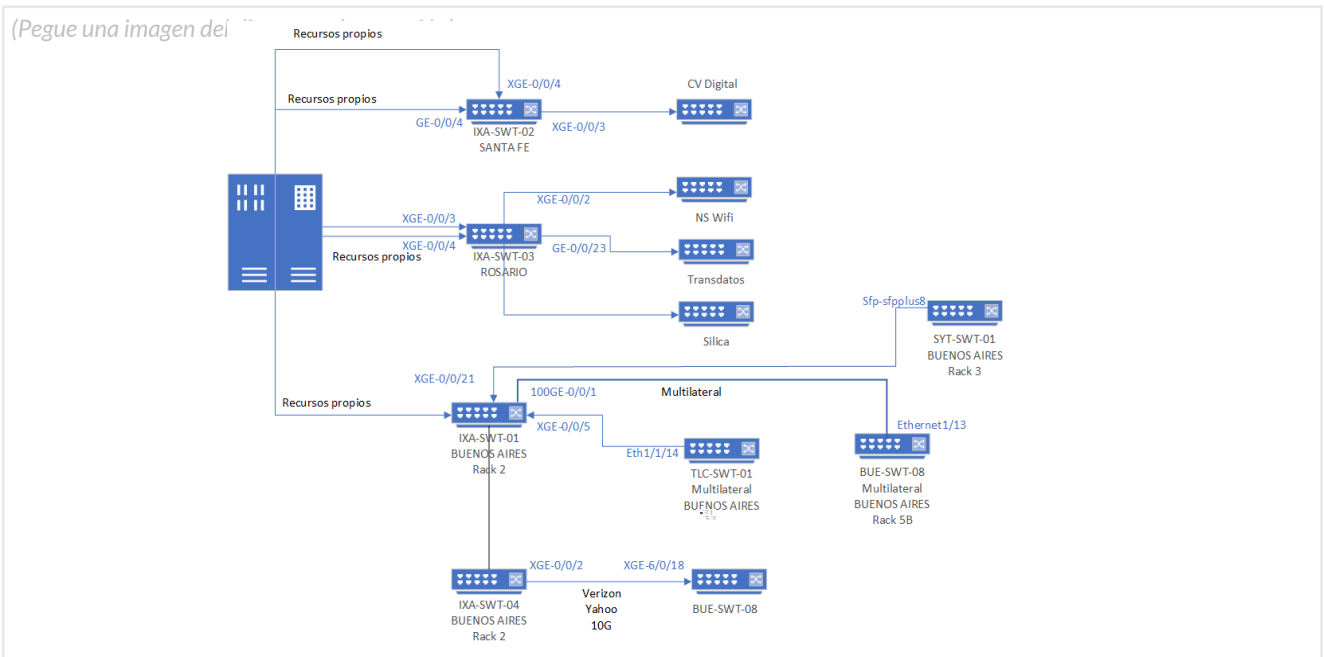 (Pegue una imagen del
Recursos propios
XGE-0/0/4
CV Digital
Recursos propios
GE-0/0/4
XGE-0/0/3
IXA-SWT-02
SANTA FE
XGE-0/0/2
NS Wifi
XGE-0/0/3
XGE-0/0/4
Recursos propios
IXA-SWT-03
ROSARIO
GE-0/0/23
Transdatos
Silica
Sfp-sfpplus8
SYT-SWT-01
BUENOS AIRES
Rack 3
XGE-0/0/21
100GE-0/0/1
Multilateral
Recursos propios
XGE-0/0/5
Ethernet1/13
IXA-SWT-01
BUENOS AIRES
Rack 2
Eth1/1/14
TLC-SWT-01
Multilateral
BUENOS AIRES
BUE-SWT-08
Multilateral
BUENOS AIRES
Rack 5B
XGE-0/0/2
XGE-6/0/18
Verizon
Yahoo
10G
IXA-SWT-04
BUENOS AIRES
Rack 2
BUE-SWT-08